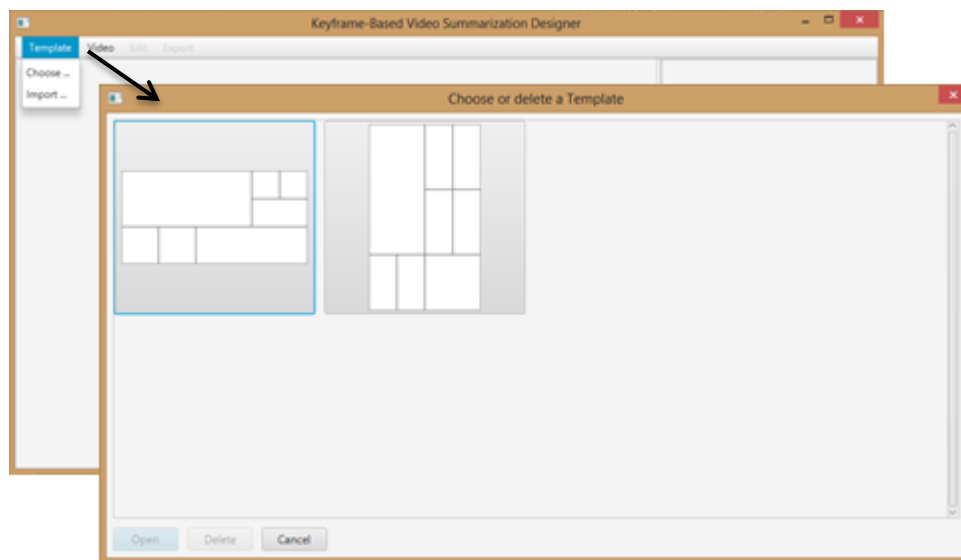 Keyframe-Based Video Summarization Designer
Template Video Edit Export
Choose ...
Import ...
Choose or delete a Template
Open Delete Cancel